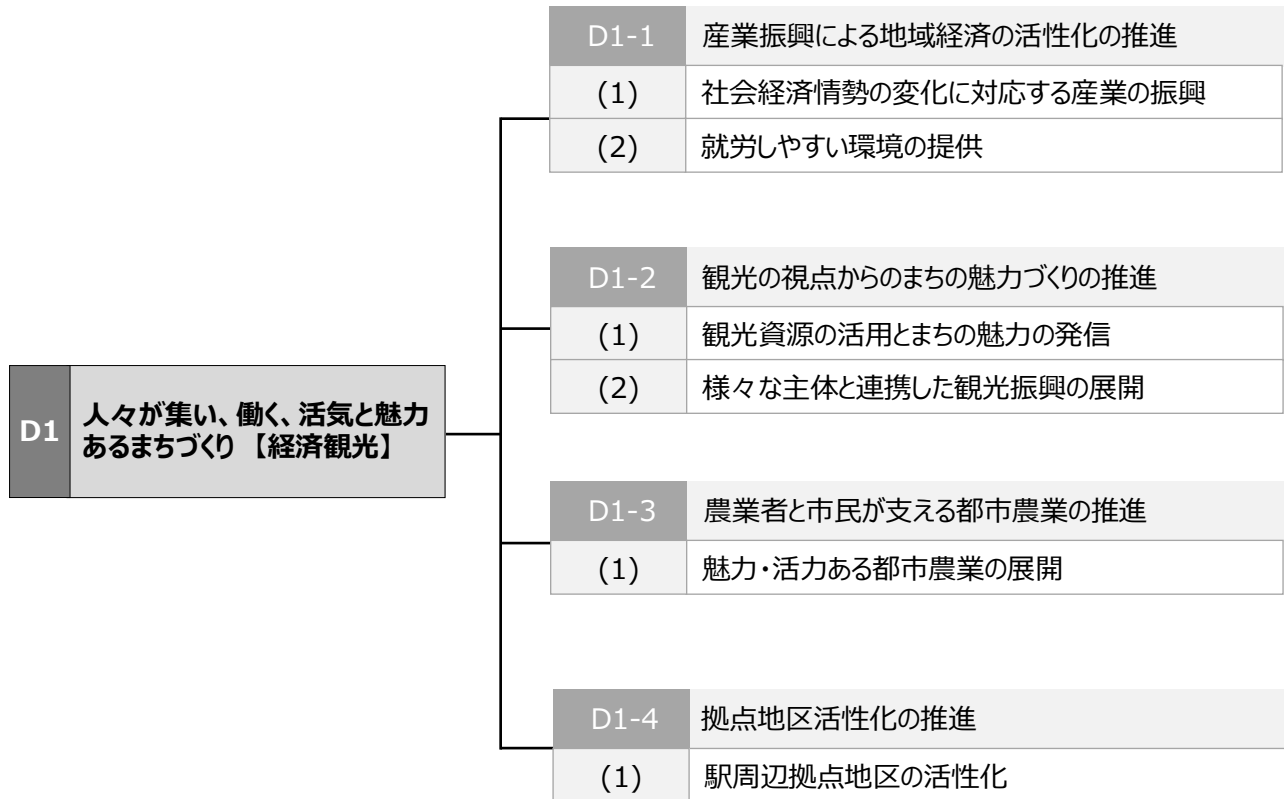 D1-1 産業振興による地域経済の活性化の推進
(1) 社会経済情勢の変化に対応する産業の振興
(2) 就労しやすい環境の提供
D1-2 観光の視点からのまちの魅力づくりの推進
(1) 観光資源の活用とまちの魅力の発信
(2) 様々な主体と連携した観光振興の展開
D1 人々が集い、働く、活気と魅力
あるまちづくり 【経済観光】
D1-3 農業者と市民が支える都市農業の推進
(1) 魅力・活力ある都市農業の展開
D1-4 拠点地区活性化の推進
(1) 駅周辺拠点地区の活性化